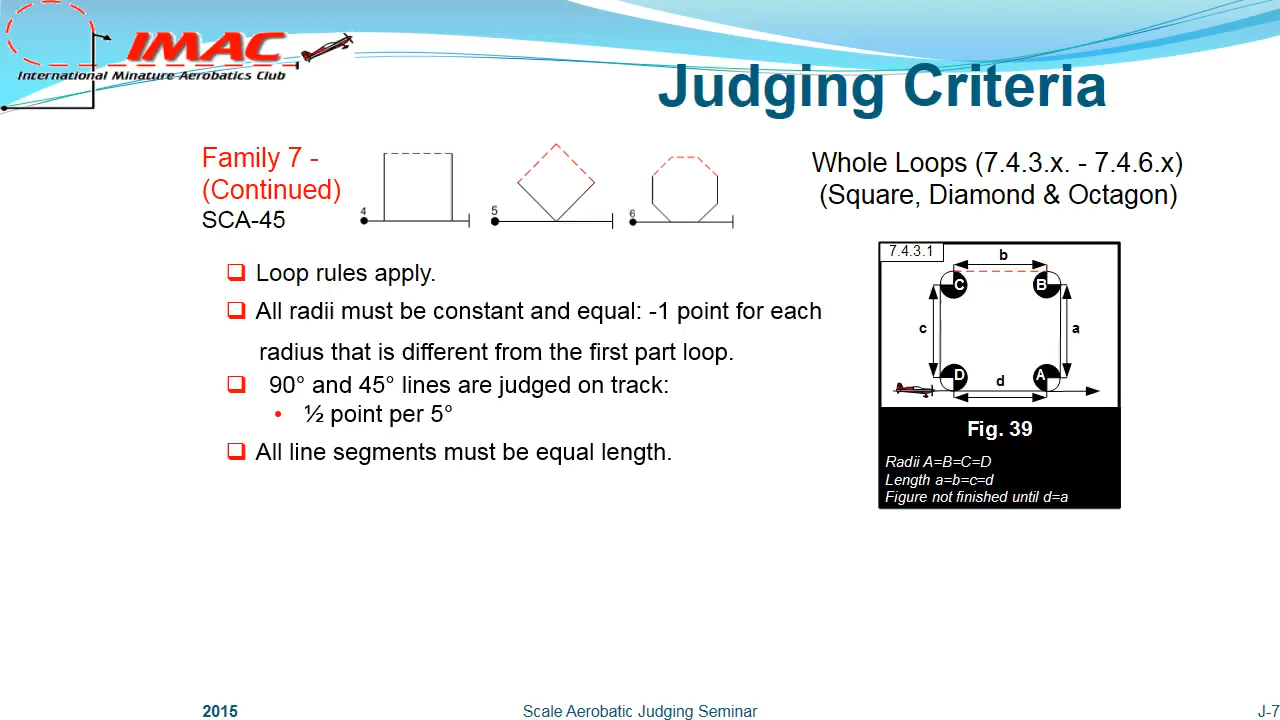 IMAC
International Minature Aerobatics Club
Judging Criteria
Family 7 -
(Continued)
SCA-45
4
5
6
Whole Loops (7.4.3.x. - 7.4.6.x)
(Square, Diamond & Octagon)
Loop rules apply.
All radii must be constant and equal: -1 point for each
radius that is different from the first part loop.
90° and 45° lines are judged on track:
• ½ point per 5°
All line segments must be equal length.
7.4.3.1
b
C
B
c
a
D
d
A
Fig. 39
Radii A=B=C=D
Length a=b=c=d
Figure not finished until d=a
2015
Scale Aerobatic Judging Seminar
J-7